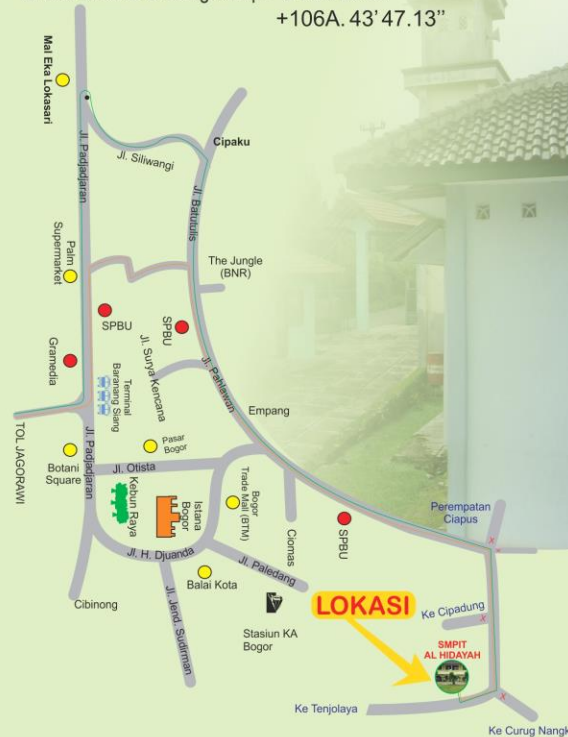 +106A. 43'47.13"
Mal Eka Lokasari
Jl. Padjadjaran
Jl. Siliwangi
Cipaku
Jl. Batutulis
Palm
Supermarket
The Jungle
(BNR)
SPBU
SPBU
Gramedia
Jl. Surya Kencana
Terminal
Baranang Siang
Jl. Pahlawan
Empang
TOL JAGORAWI
Botani
Square
Jl. Padjadjaran
Pasar
Bogor
Jl. Otista
Kebun Raya
Istana
Bogor
Bogor
Trade Mall (BTM)
Ciomas
SPBU
Perempatan
Ciapus
Jl. H. Djuanda
Jl. Paledang
Balai Kota
Cibinong
Jl. Jend. Sudirman
Stasiun KA
Bogor
LOKASI
Ke Cipadung
SMPIT
AL HIDAYAH
Ke Tenjolaya
Ke Curug Nangk